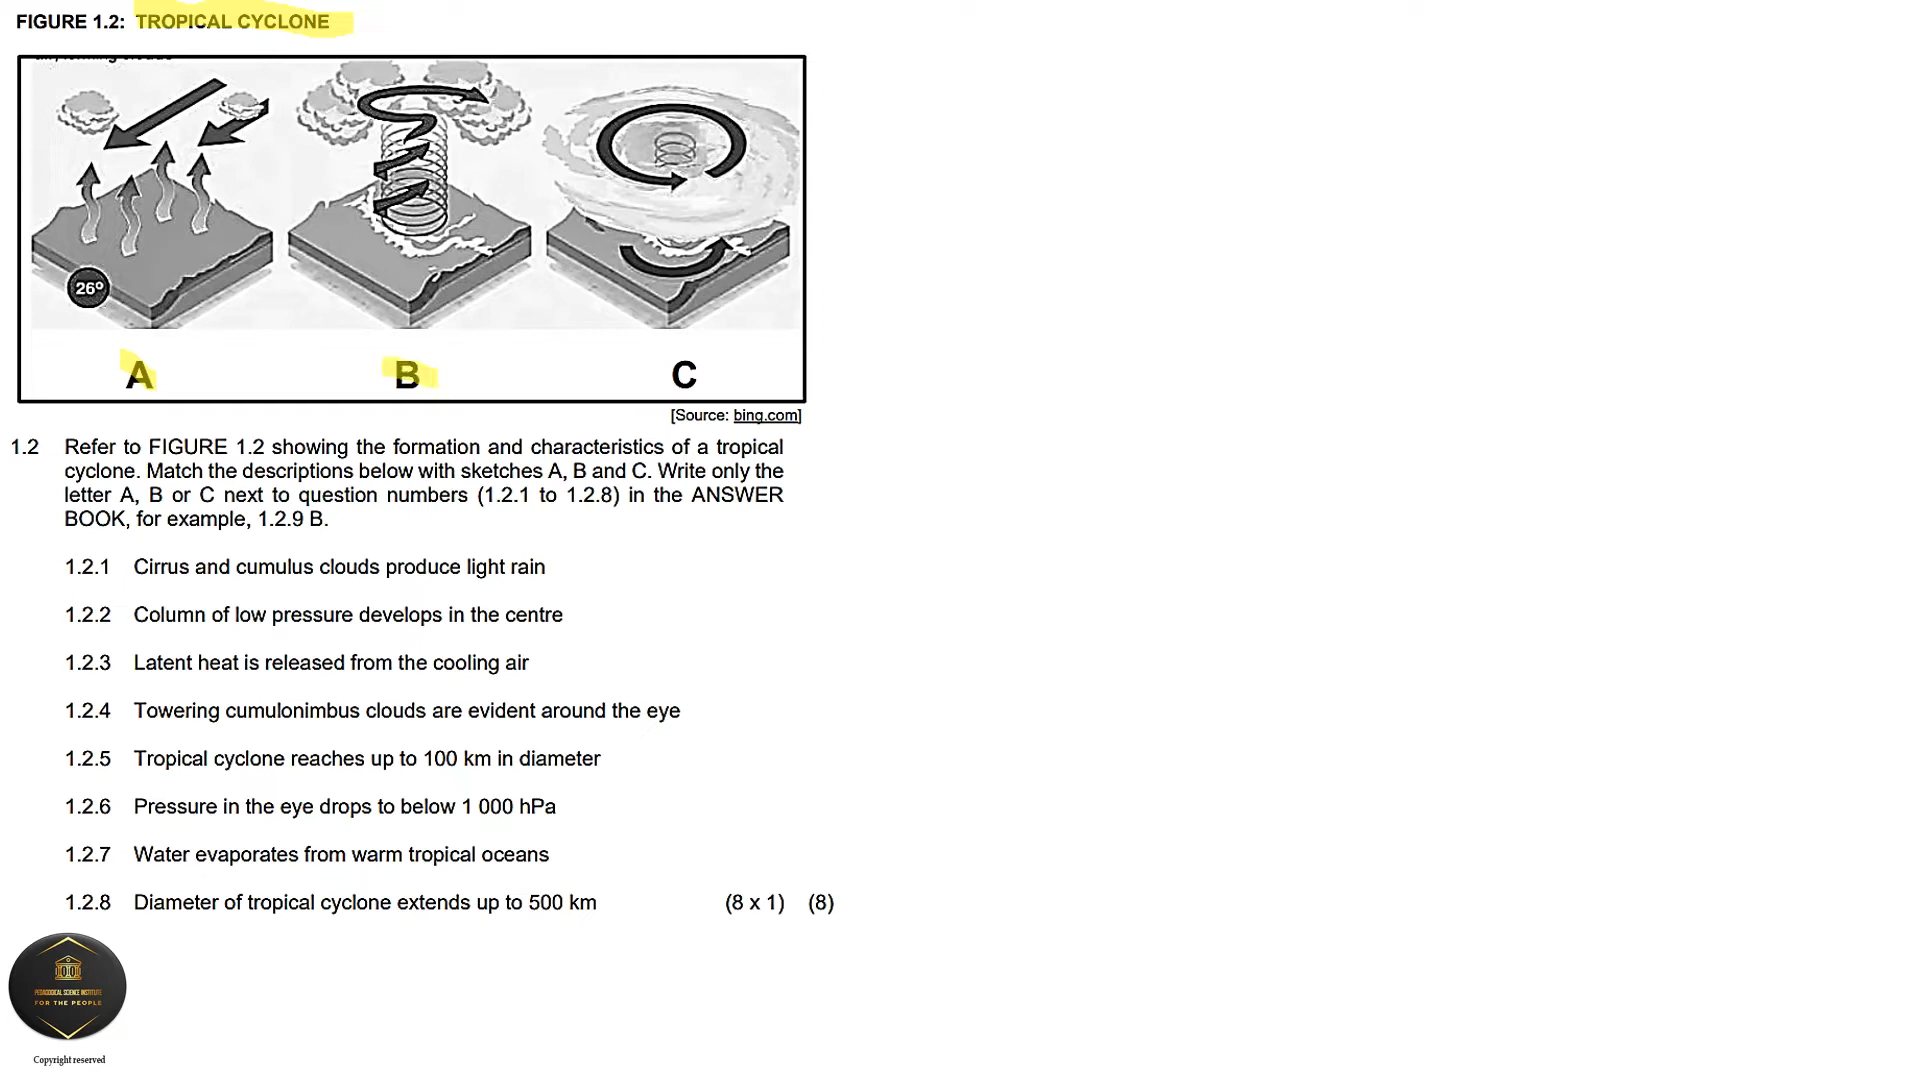 FIGURE 1.2: TROPICAL CYCLONE
26º
A B C
[Source: bing.com]
1.2 Refer to FIGURE 1.2 showing the formation and characteristics of a tropical
cyclone. Match the descriptions below with sketches A, B and C. Write only the
letter A, B or C next to question numbers (1.2.1 to 1.2.8) in the ANSWER
BOOK, for example, 1.2.9 B.
1.2.1 Cirrus and cumulus clouds produce light rain
1.2.2 Column of low pressure develops in the centre
1.2.3 Latent heat is released from the cooling air
1.2.4 Towering cumulonimbus clouds are evident around the eye
1.2.5 Tropical cyclone reaches up to 100 km in diameter
1.2.6 Pressure in the eye drops to below 1 000 hPa
1.2.7 Water evaporates from warm tropical oceans
1.2.8 Diameter of tropical cyclone extends up to 500 km (8 x 1) (8)
PEDAGOGICAL SCIENCE INSTITUTE
FOR THE PEOPLE
Copyright reserved